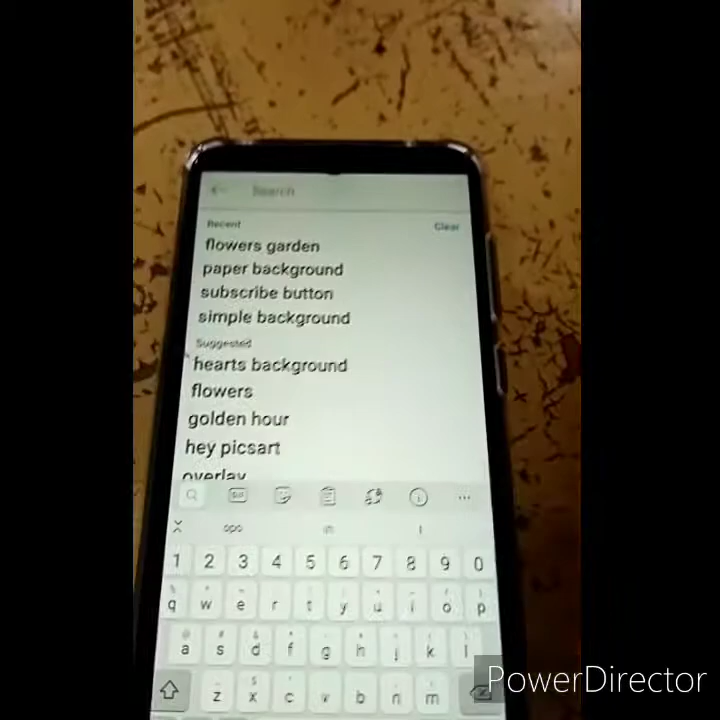 Search
Recent Clear
flowers garden
paper background
subscribe button
simple background
Suggested
hearts background
flowers
golden hour
hey picsart
overlay
GIF
opo in I
1 2 3 4 5 6 7 8 9 0
q w e r t y u i o p
a s d f g h j k l
z x c v b n m
PowerDirector